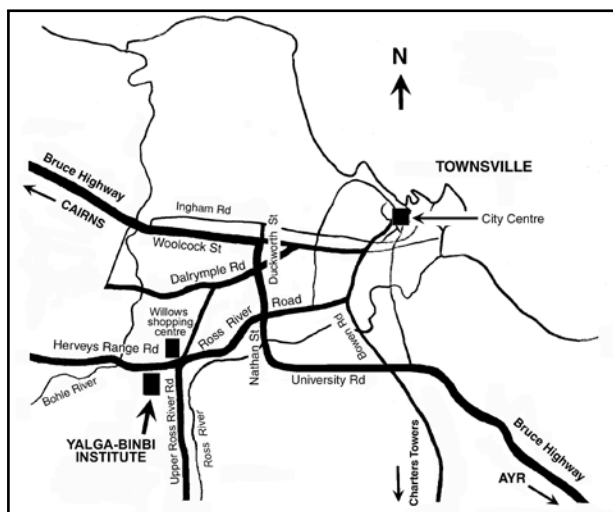 N
TOWNSVILLE
Bruce Highway
CAIRNS
Ingham Rd
Duckworth St
City Centre
Woolcock St
Dalrymple Rd
Willows
shopping
centre
Ross River Road
Herveys Range Rd
Nathan St
Bowen Rd
Bohle River
University Rd
YALGA-BINBI
INSTITUTE
Upper Ross River Rd
Ross River
Charters Towers
Bruce Highway
AYR